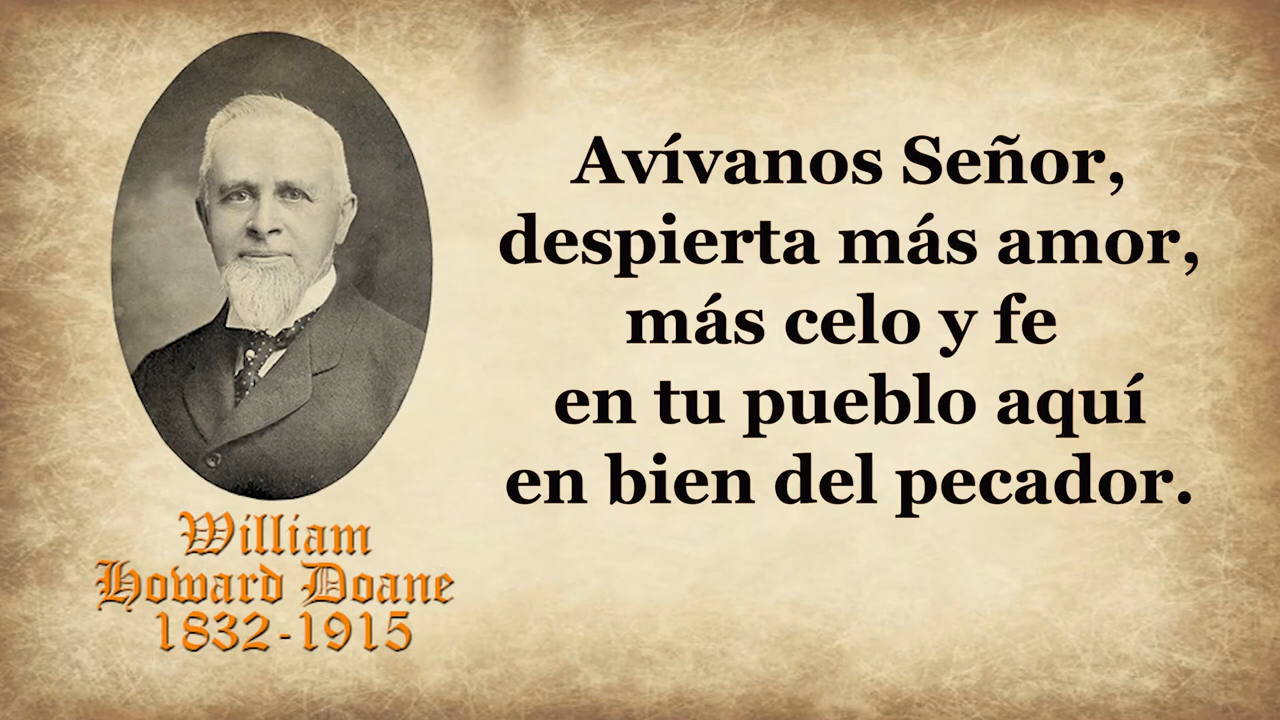 Avívanos Señor,
despierta más amor,
más celo y fe
en tu pueblo aquí
en bien del pecador.
William
Howard Doane
1832-1915